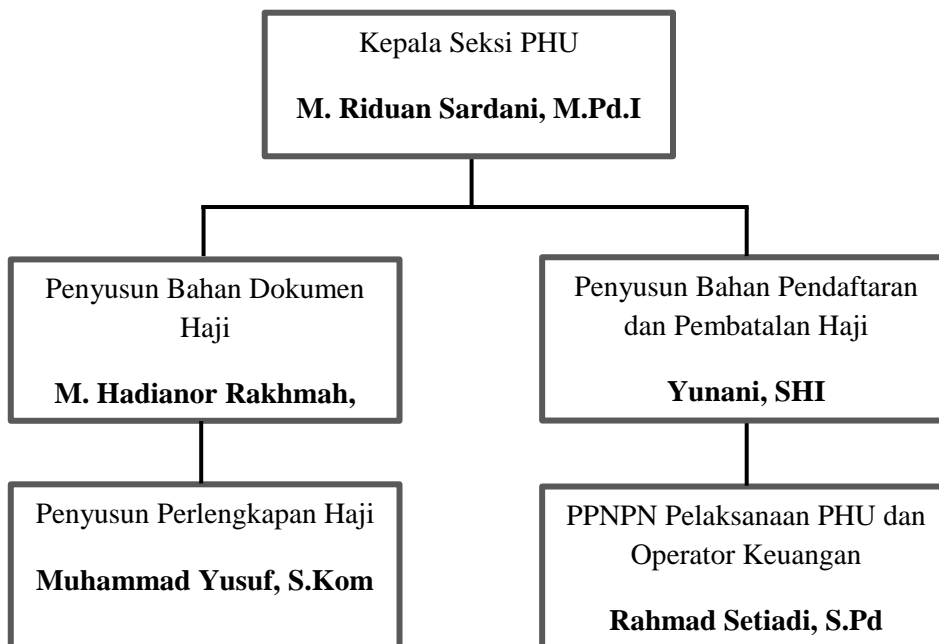 Kepala Seksi PHU
M. Riduan Sardani, M.Pd.I
Penyusun Bahan Dokumen
Haji
M. Hadianor Rakhmah,
Penyusun Bahan Pendaftaran
dan Pembatalan Haji
Yunani, SHI
Penyusun Perlengkapan Haji
Muhammad Yusuf, S.Kom
PPNPN Pelaksanaan PHU dan
Operator Keuangan
Rahmad Setiadi, S.Pd